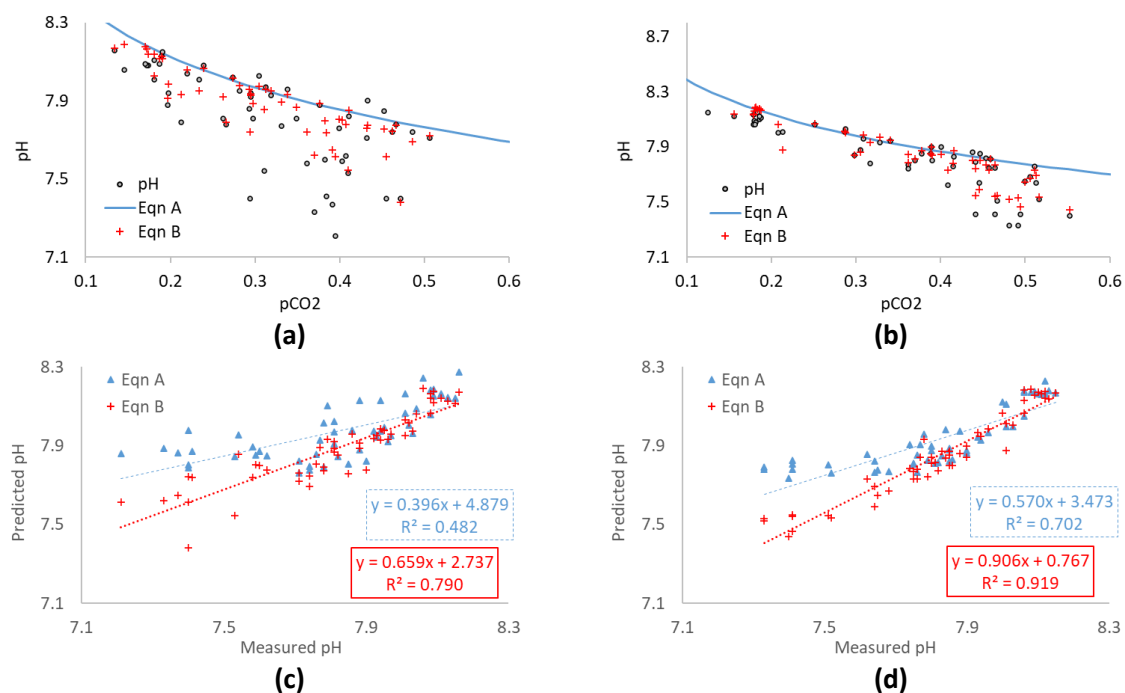 8.3
7.9
7.5
7.1
pH
pH
Eqn A
Eqn B
0.1 0.2 0.3 0.4 0.5 0.6
pCO2
(a)
8.7
8.3
7.9
7.5
7.1
pH
pH
Eqn A
Eqn B
0.1 0.2 0.3 0.4 0.5 0.6
pCO2
(b)
8.3
7.9
7.5
7.1
Predicted pH
Eqn A
Eqn B
y = 0.396x + 4.879
R² = 0.482
y = 0.659x + 2.737
R² = 0.790
7.1 7.5 7.9 8.3
Measured pH
(c)
8.3
7.9
7.5
7.1
Predicted pH
Eqn A
Eqn B
y = 0.570x + 3.473
R² = 0.702
y = 0.906x + 0.767
R² = 0.919
7.1 7.5 7.9 8.3
Measured pH
(d)